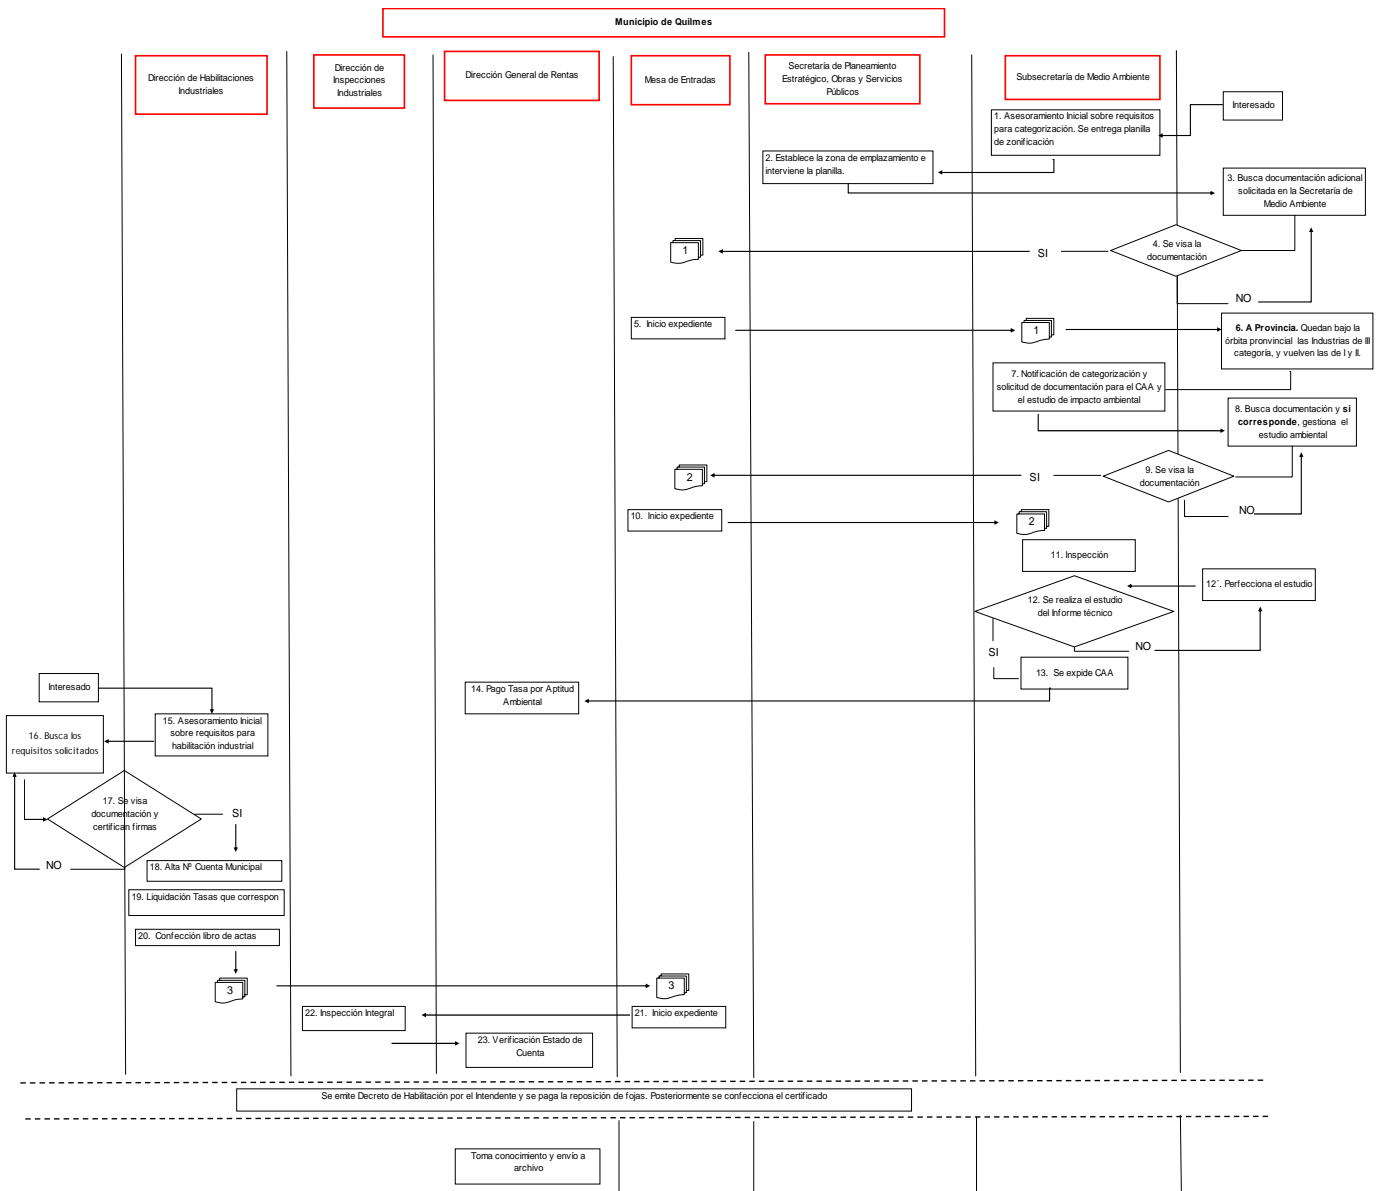 Municipio de Quilmes
Dirección de Habilitaciones
Industriales
Dirección de
Inspecciones
Industriales
Dirección General de Rentas
Mesa de Entradas
Secretaría de Planeamiento
Estratégico, Obras y Servicios
Públicos
Subsecretaría de Medio Ambiente
Interesado
1. Asesoramiento Inicial sobre requisitos
para categorización. Se entrega planilla
de zonificación
2. Establece la zona de emplazamiento e
interviene la planilla.
3. Busca documentación adicional
solicitada en la Secretaría de
Medio Ambiente
4. Se visa la
documentación
SI
1
NO
5. Inicio expediente
1
6. A Provincia. Quedan bajo la
órbita pronvincial las Industrias de III
categoría, y vuelven las de I y II.
7. Notificación de categorización y
solicitud de documentación para el CAA y
el estudio de impacto ambiental
8. Busca documentación y si
corresponde, gestiona el
estudio ambiental
9. Se visa la
documentación
SI
2
NO
10. Inicio expediente
2
11. Inspección
12. Se realiza el estudio
del Informe técnico
12´. Perfecciona el estudio
NO
SI
13. Se expide CAA
14. Pago Tasa por Aptitud
Ambiental
Interesado
15. Asesoramiento Inicial
sobre requisitos para
habilitación industrial
16. Busca los
requisitos solicitados
17. Se visa
documentación y
certifican firmas
SI
NO
18. Alta Nº Cuenta Municipal
19. Liquidación Tasas que correspon
20. Confección libro de actas
3
3
21. Inicio expediente
22. Inspección Integral
23. Verificación Estado de
Cuenta
Se emite Decreto de Habilitación por el Intendente y se paga la reposición de fojas. Posteriormente se confecciona el certificado
Toma conocimiento y envío a
archivo